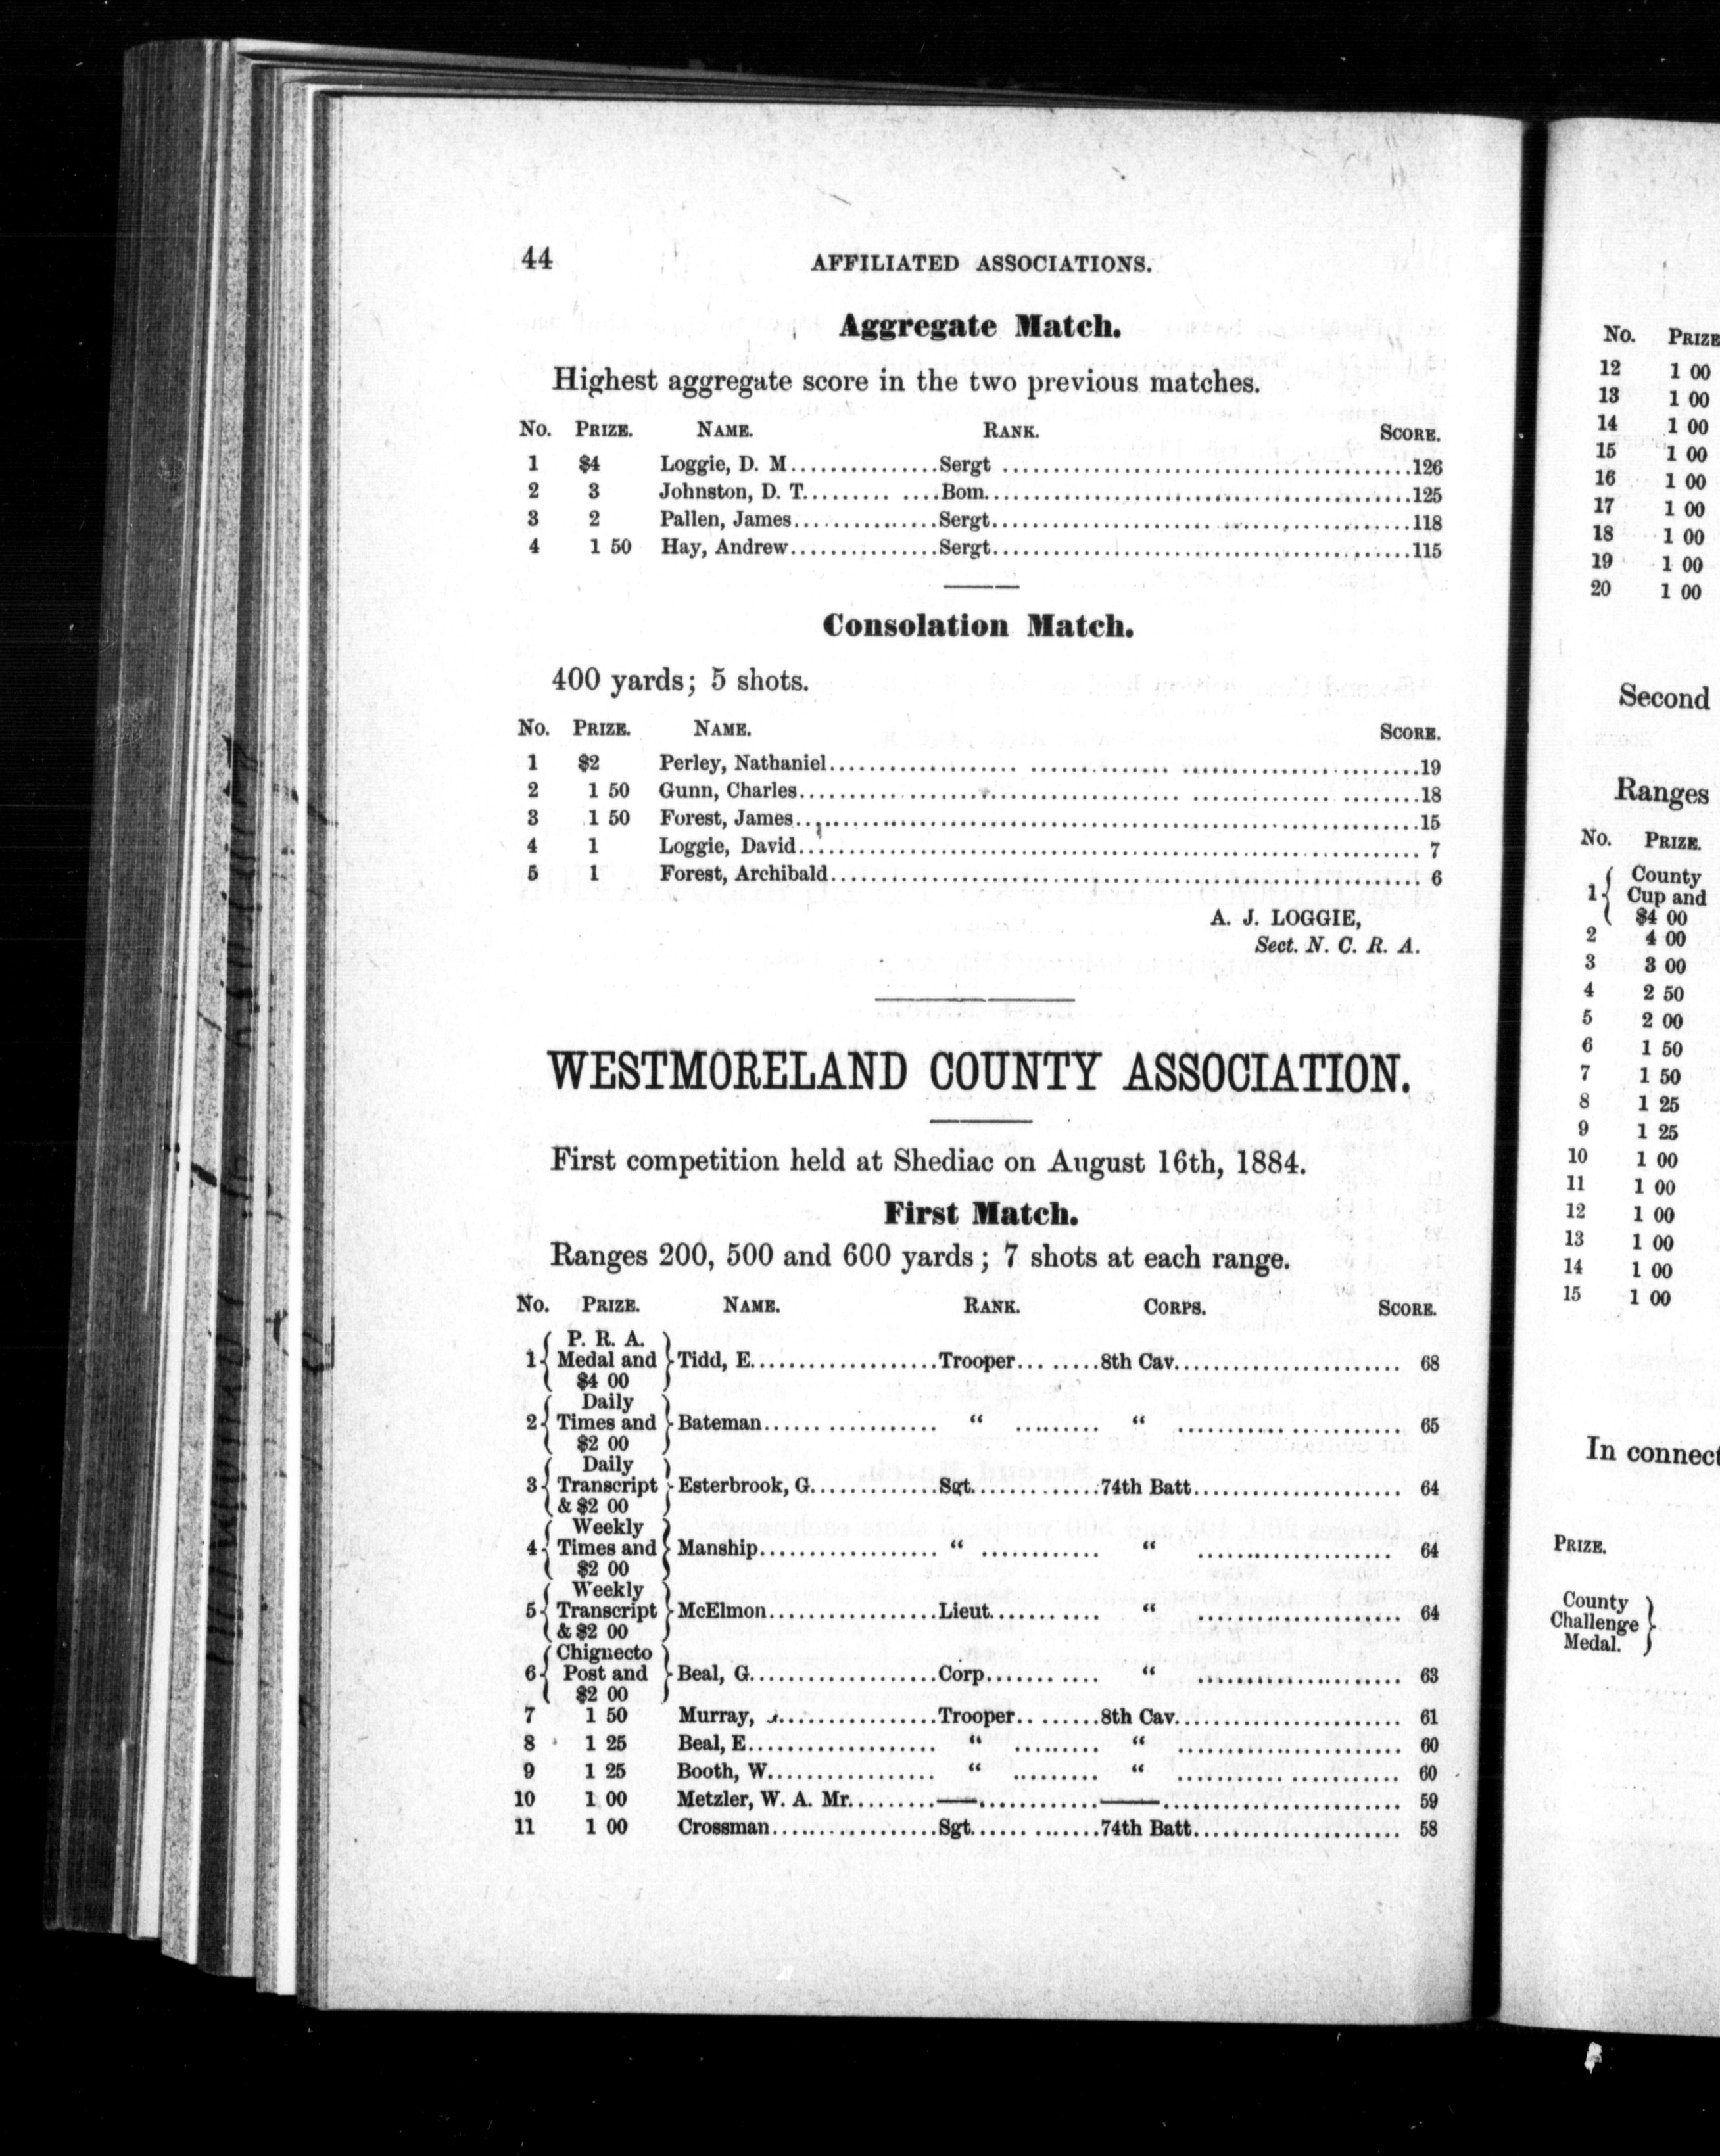 44 AFFILIATED ASSOCIATIONS.
Aggregate Match.
Highest aggregate score in the two previous matches.
No. PRIZE. NAME. RANK. SCORE.
1 $4 Loggie, D. M...............Sergt ..........................................126
2 3 Johnston, D. T......... ....Bom...........................................125
3 2 Pallen, James...............Sergt..........................................118
4 1 50 Hay, Andrew...............Sergt..........................................115
Consolation Match.
400 yards; 5 shots.
No. PRIZE. NAME. SCORE.
1 $2 Perley, Nathaniel..........................................19
2 1 50 Gunn, Charles..........................................18
3 1 50 Forest, James..........................................15
4 1 Loggie, David.......................................... 7
5 1 Forest, Archibald.......................................... 6
A. J. LOGGIE,
Sect. N. C. R. A.
WESTMORELAND COUNTY ASSOCIATION.
First competition held at Shediac on August 16th, 1884.
First Match.
Ranges 200, 500 and 600 yards; 7 shots at each range.
No. PRIZE. NAME. RANK. CORPS. SCORE.
P. R. A.
1 Medal and Tidd, E...................Trooper.........8th Cav....................... 68
$4 00
Daily
2 Times and Bateman.................. “ ......... “ ....................... 65
$2 00
Daily
3 Transcript Esterbrook, G.............Sgt.............74th Batt..................... 64
& $2 00
Weekly
4 Times and Manship.................. “ ............ “ .................... 64
$2 00
Weekly
5 Transcript McElmon..................Lieut........... “ ..................... 64
& $2 00
Chignecto
6 Post and Beal, G...................Corp............ “ ..................... 63
$2 00
7 1 50 Murray, .................Trooper.........8th Cav....................... 61
8 1 25 Beal, E................... “ ......... “ ....................... 60
9 1 25 Booth, W.................. “ ......... “ ....................... 60
10 1 00 Metzler, W. A. Mr.........——............——........................ 59
11 1 00 Crossman.................Sgt.............74th Batt..................... 58
No. PRIZE
12 1 00
13 1 00
14 1 00
15 1 00
16 1 00
17 1 00
18 1 00
19 1 00
20 1 00
Second
Ranges
No. PRIZE.
County
1 Cup and
$4 00
2 4 00
3 3 00
4 2 50
5 2 00
6 1 50
7 1 50
8 1 25
9 1 25
10 1 00
11 1 00
12 1 00
13 1 00
14 1 00
15 1 00
In connect
PRIZE.
County
Challenge
Medal.